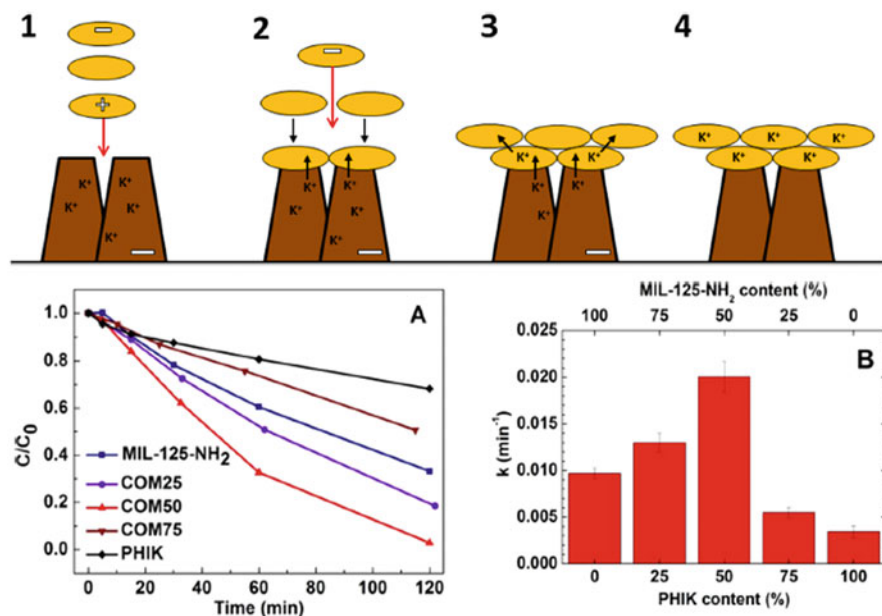 1 2 3 4
K+ K+ K+ K+ K+ K+
K+ K+ K+ K+ K+ K+
K+ K+ K+ K+ K+
K+ K+ K+ K+ K+
A
C/C0
1.0
0.8
0.6
0.4
0.2
0.0
MIL-125-NH2
COM25
COM50
COM75
PHIK
0 20 40 60 80 100 120
Time (min)
MIL-125-NH2 content (%)
100 75 50 25 0
B
k (min-1)
0.025
0.020
0.015
0.010
0.005
0.000
0 25 50 75 100
PHIK content (%)